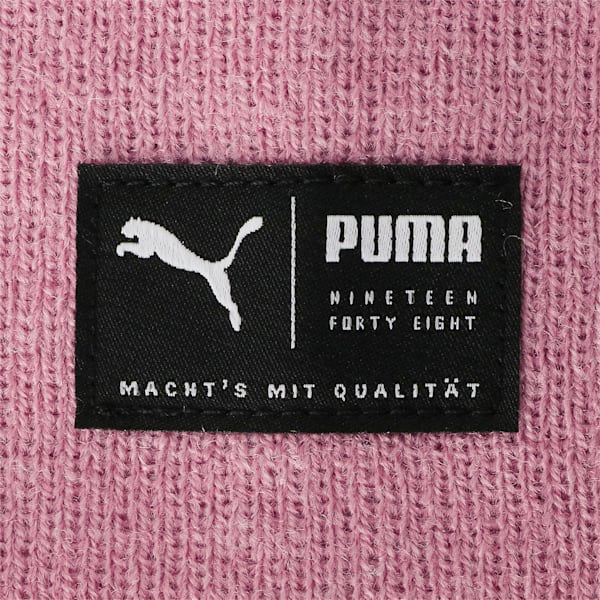 PUMA
NINETEEN
FORTY EIGHT
MACHT'S MIT QUALITÄT